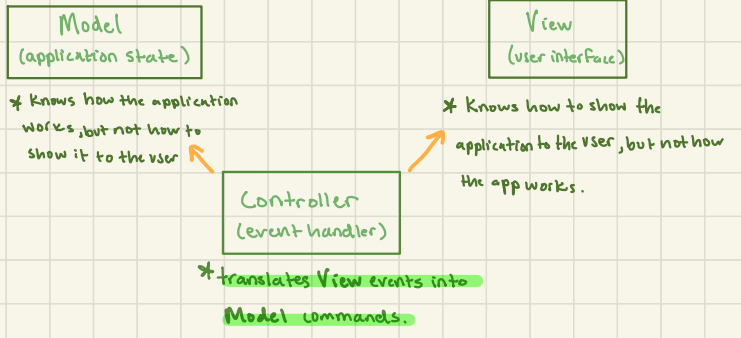 Model
(application state)
* Knows how the application
works, but not how to
show it to the user
View
(user interface)
* Knows how to show the
application to the user, but not how
the app works.
Controller
(event handler)
* translates View events into
Model commands.